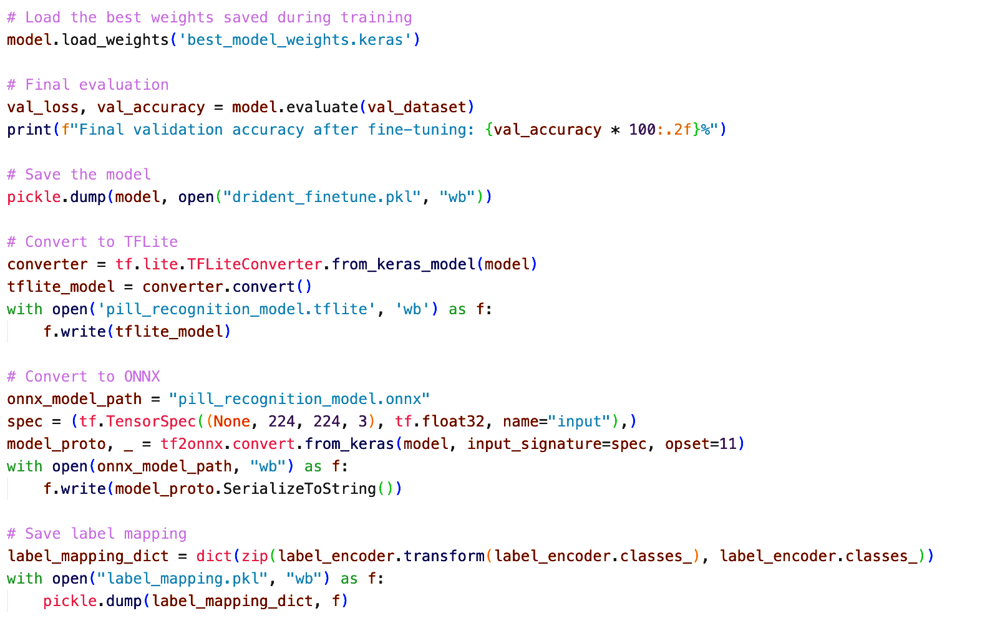 # Load the best weights saved during training
model.load_weights('best_model_weights.keras')
# Final evaluation
val_loss, val_accuracy = model.evaluate(val_dataset)
print(f"Final validation accuracy after fine-tuning: {val_accuracy * 100:.2f}%")
# Save the model
pickle.dump(model, open("drident_finetune.pkl", "wb"))
# Convert to TFLite
converter = tf.lite.TFLiteConverter.from_keras_model(model)
tflite_model = converter.convert()
with open('pill_recognition_model.tflite', 'wb') as f:
    f.write(tflite_model)
# Convert to ONNX
onnx_model_path = "pill_recognition_model.onnx"
spec = (tf.TensorSpec((None, 224, 224, 3), tf.float32, name="input"),)
model_proto, _ = tf2onnx.convert.from_keras(model, input_signature=spec, opset=11)
with open(onnx_model_path, "wb") as f:
    f.write(model_proto.SerializeToString())
# Save label mapping
label_mapping_dict = dict(zip(label_encoder.transform(label_encoder.classes_), label_encoder.classes_))
with open("label_mapping.pkl", "wb") as f:
    pickle.dump(label_mapping_dict, f)